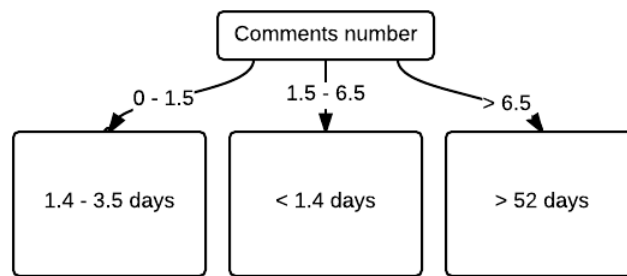 Comments number
0 - 1.5
1.5 - 6.5
> 6.5
1.4 - 3.5 days
< 1.4 days
> 52 days